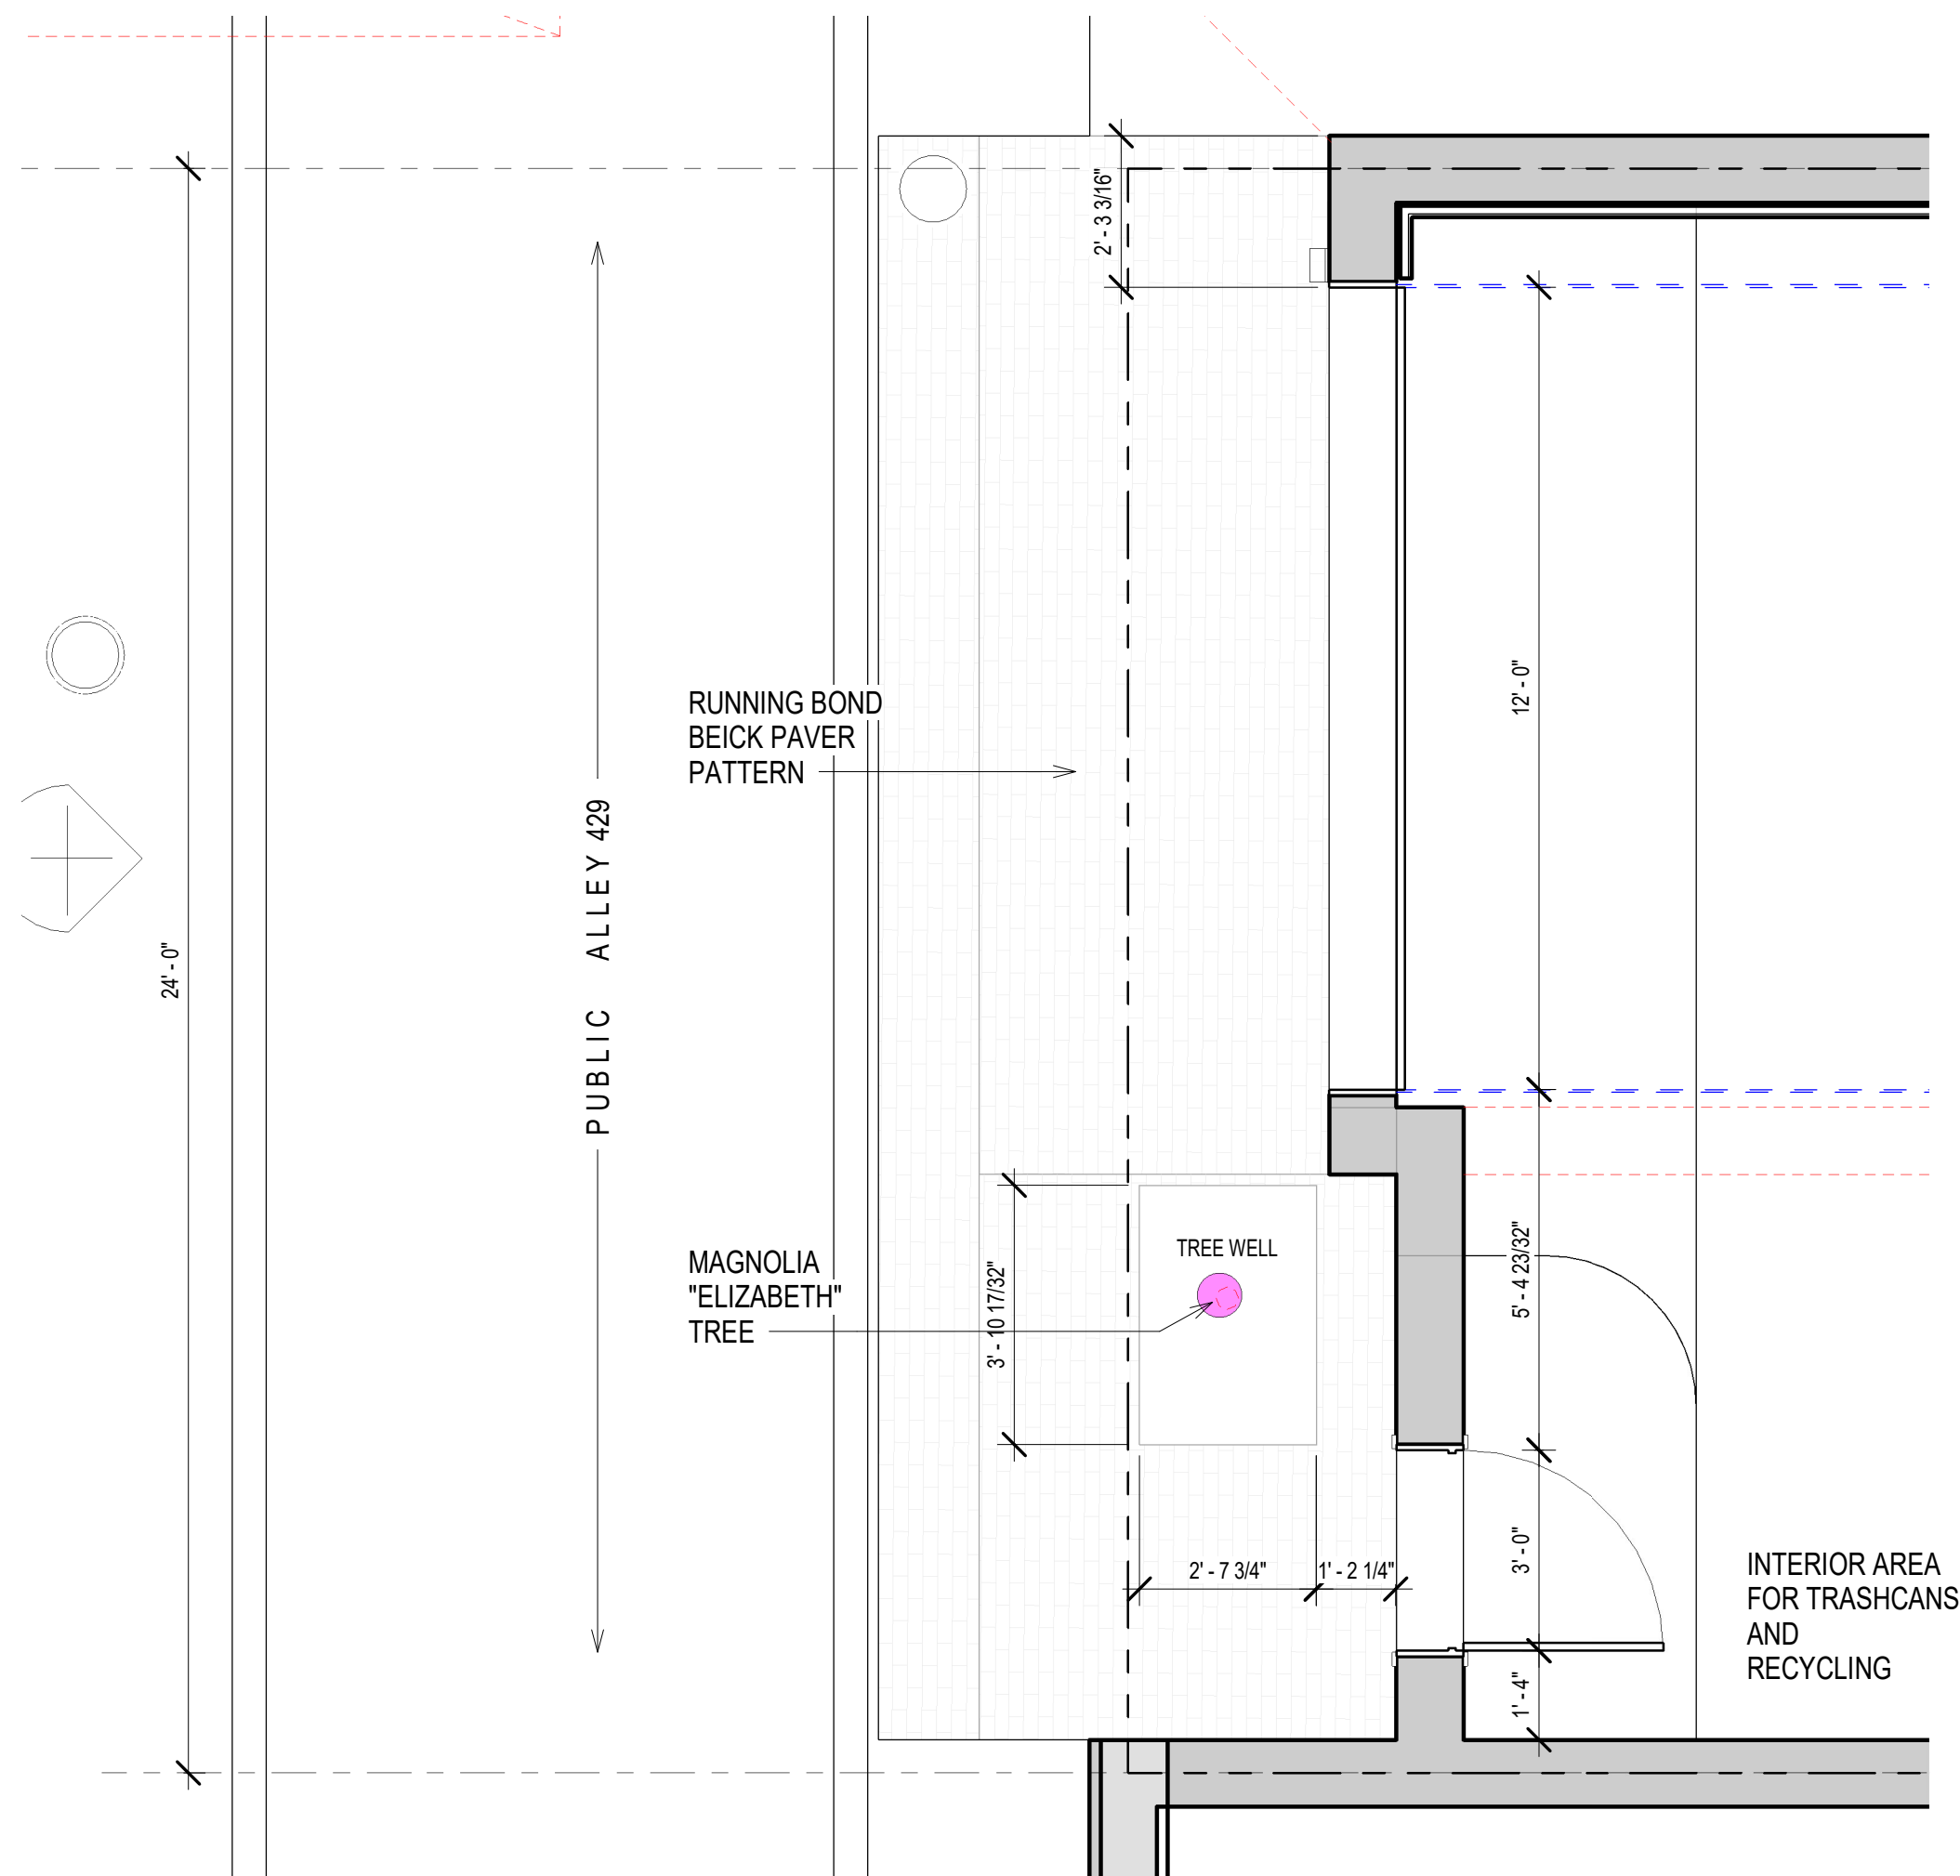 2' - 3 3/16"
12' - 0"
RUNNING BOND
BEICK PAVER
PATTERN
PUBLIC ALLEY 429
24' - 0"
TREE WELL
MAGNOLIA
"ELIZABETH"
TREE
3' - 10 17/32"
5' - 4 23/32"
2' - 7 3/4"
1' - 2 1/4"
3' - 0"
INTERIOR AREA
FOR TRASHCANS
AND
RECYCLING
1' - 4"